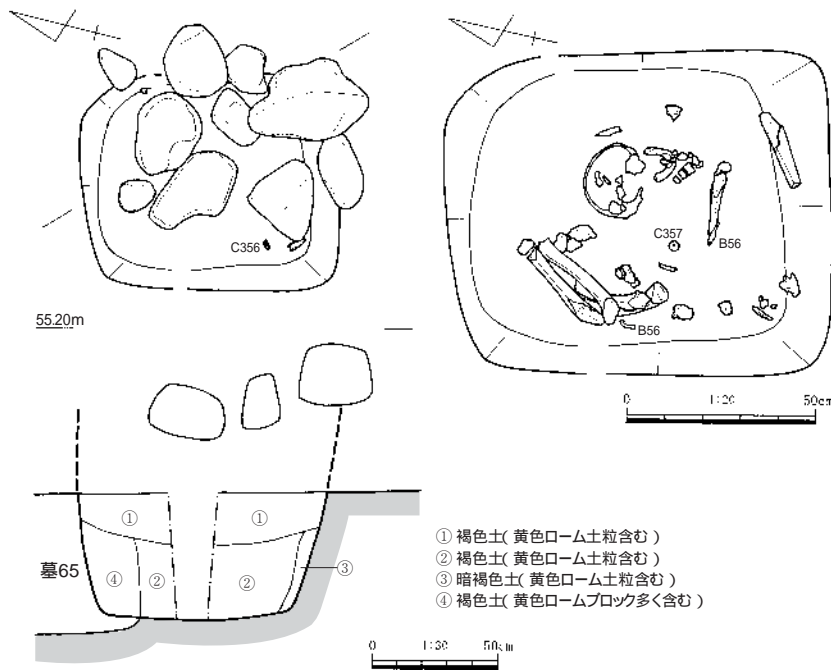 C356
55.20m
C357
B56
B56
0 1:20 50cm
① ①
墓65 ④ ② ② ③
① 褐色土( 黄色ローム土粒含む )
② 褐色土( 黄色ローム土粒含む )
③ 暗褐色土( 黄色ローム土粒含む )
④ 褐色土( 黄色ロームブロック多く含む )
0 1:30 50cm